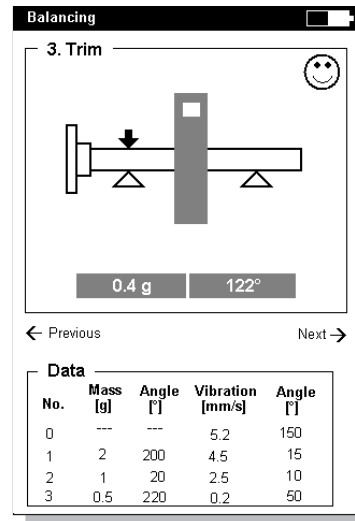 Balancing
3. Trim
0.4 g 122°
← Previous Next →
Data
No. Mass [g] Angle [°] Vibration [mm/s] Angle [°]
0 --- --- 5.2 150
1 2 200 4.5 15
2 1 20 2.5 10
3 0.5 220 0.2 50